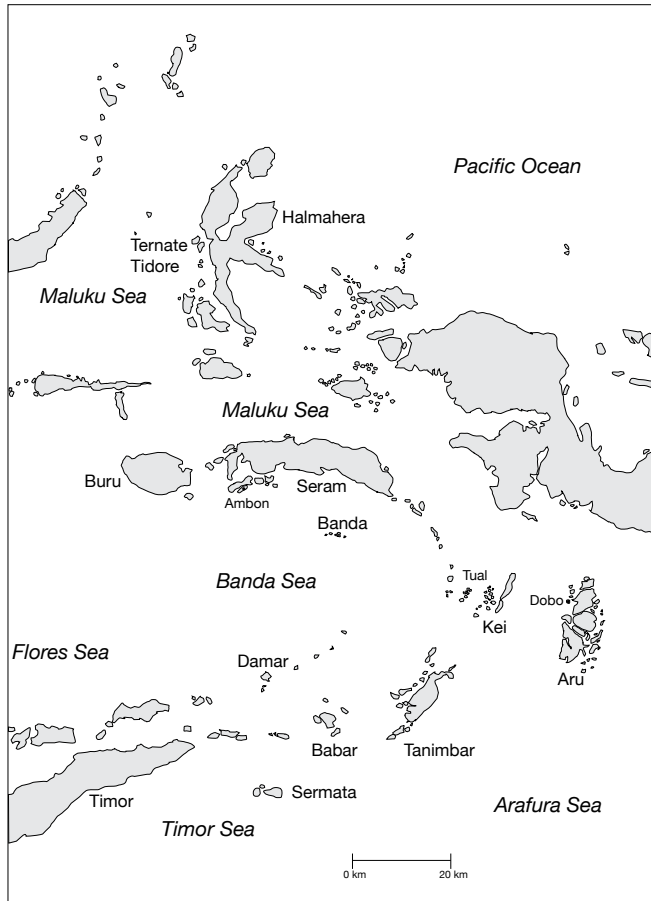 Pacific Ocean
Halmahera
Ternate
Tidore
Maluku Sea
Maluku Sea
Buru
Ambon
Seram
Banda
Banda Sea
Tual
Dobo
Kei
Flores Sea
Damar
Aru
Babar
Tanimbar
Timor
Sermata
Arafura Sea
Timor Sea
0 km
20 km